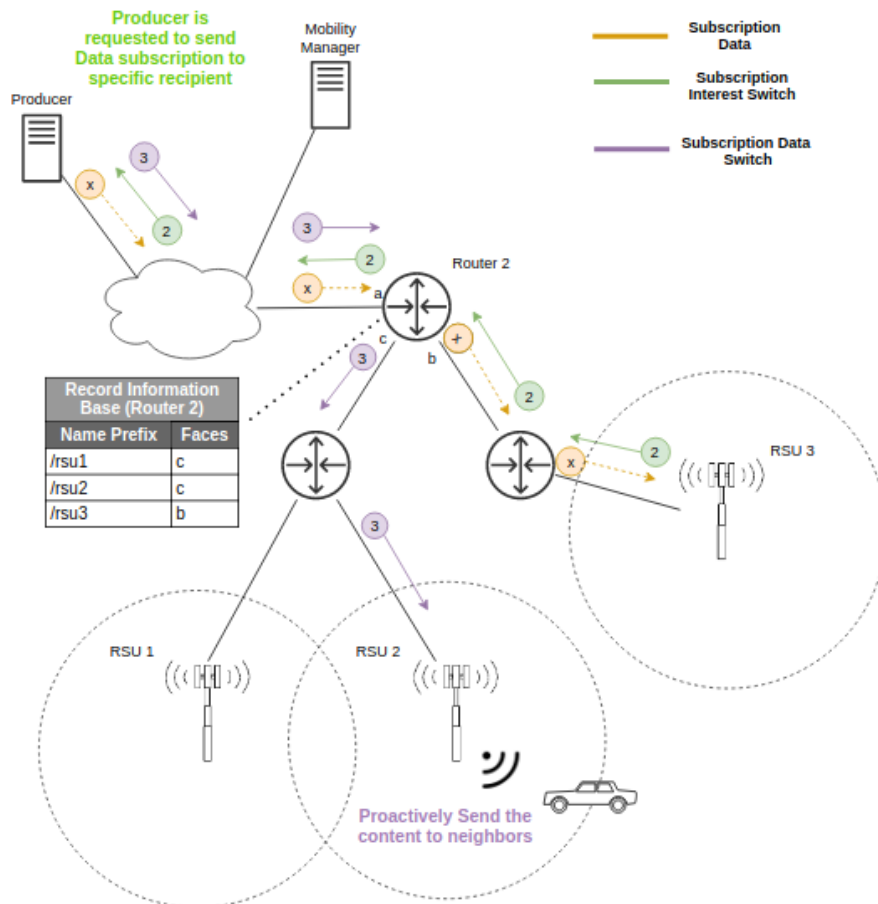 Producer is
requested to send
Data subscription to
specific recipient
Mobility
Manager
Producer
Subscription
Data
Subscription
Interest Switch
Subscription Data
Switch
3
x
2
3
2
x
a
Router 2
c
b
3
x
2
Record Information
Base (Router 2)
Name Prefix Faces
/rsu1 c
/rsu2 c
/rsu3 b
x
2
RSU 3
3
RSU 1
RSU 2
Proactively Send the
content to neighbors